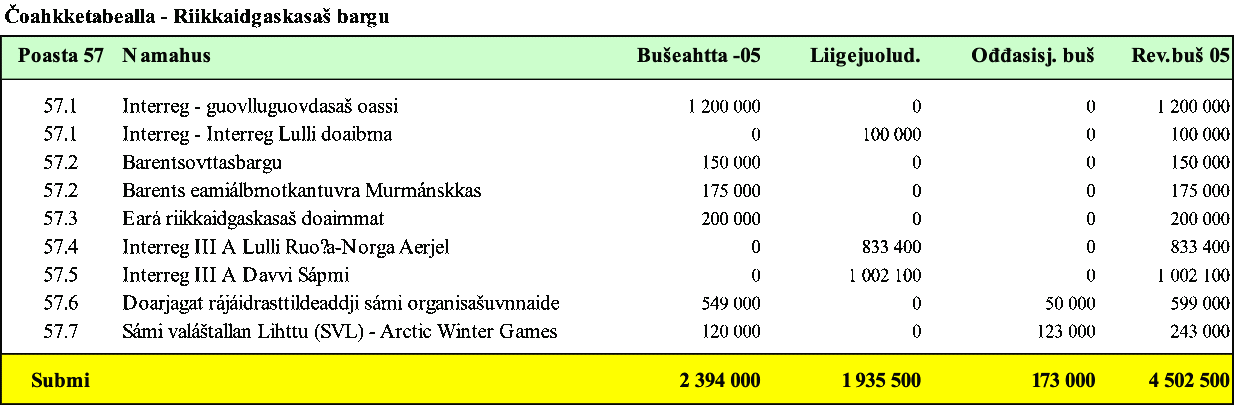 Čoahkketabealla - Riikkaidgaskasaš bargu
Poasta 57 Namahus Bušeahtta -05 Liigejuolud. Ođđasisj. buš Rev.buš 05
57.1 Interreg - guovlluguovdasaš oassi 1 200 000 0 0 1 200 000
57.1 Interreg - Interreg Lulli doaibma 0 100 000 0 100 000
57.2 Barentsovttasbargu 150 000 0 0 150 000
57.2 Barents eamiálbmotkantuvra Murmánskkas 175 000 0 0 175 000
57.3 Eará riikkaidgaskasaš doaimmat 200 000 0 0 200 000
57.4 Interreg III A Lulli Ruo?a-Norga Aerjel 0 833 400 0 833 400
57.5 Interreg III A Davvi Sápmi 0 1 002 100 0 1 002 100
57.6 Doarjagat rájáidrasttildeaddji sámi organisašuvnnaide 549 000 0 50 000 599 000
57.7 Sámi valáštallan Lihttu (SVL) - Arctic Winter Games 120 000 0 123 000 243 000
Submi 2 394 000 1 935 500 173 000 4 502 500